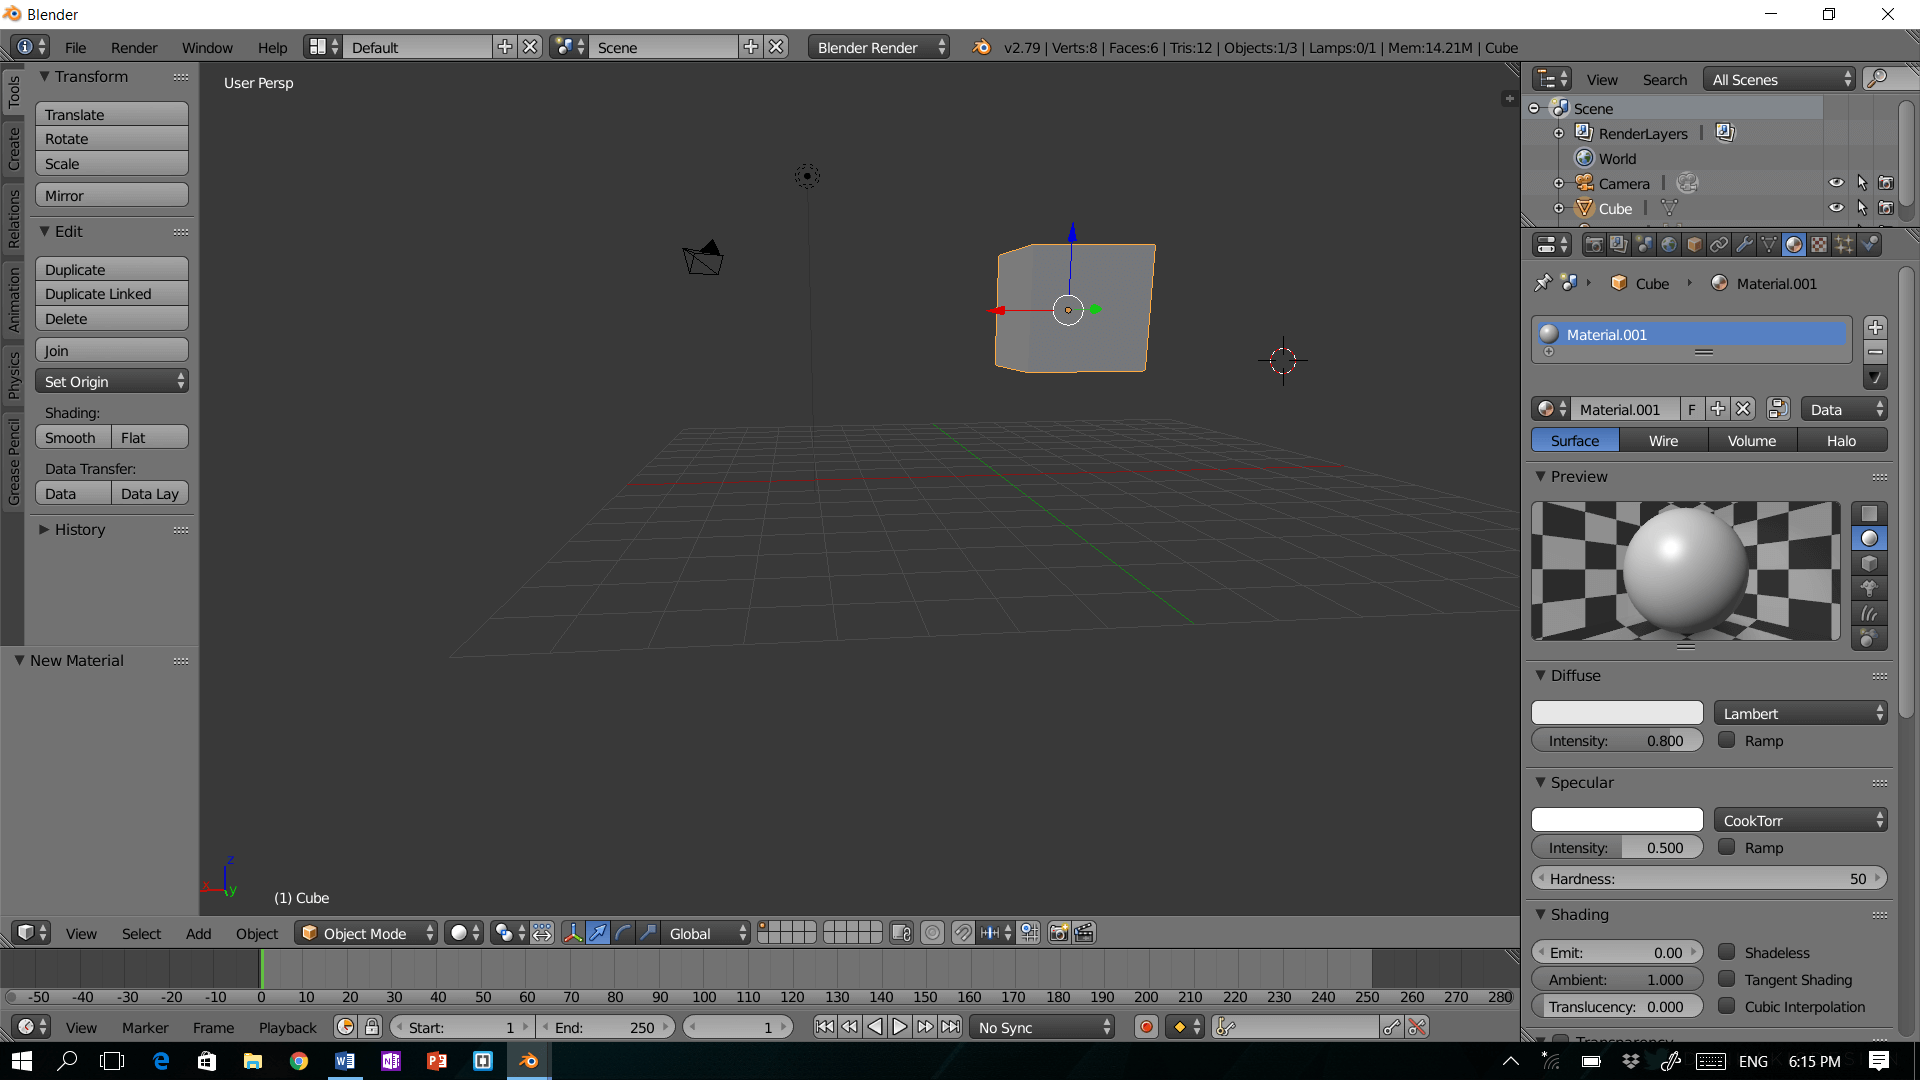 Blender
File Render Window Help Default Scene Blender Render v2.79 | Verts:8 | Faces:6 | Tris:12 | Objects:1/3 | Lamps:0/1 | Mem:14.21M | Cube
Tools
Create
Relations
Animation
Physics
Grease Pencil
Transform
Translate
Rotate
Scale
Mirror
Edit
Duplicate
Duplicate Linked
Delete
Join
Set Origin
Shading:
Smooth Flat
Data Transfer:
Data Data Lay
History
New Material
User Persp
z
x y
(1) Cube
View Search All Scenes
Scene
RenderLayers |
World
Camera |
Cube |
Cube Material.001
Material.001
Material.001 F Data
Surface Wire Volume Halo
Preview
Diffuse
Lambert
Intensity: 0.800 Ramp
Specular
CookTorr
Intensity: 0.500 Ramp
Hardness: 50
Shading
Emit: 0.00 Shadeless
Ambient: 1.000 Tangent Shading
Translucency: 0.000 Cubic Interpolation
Transparency
View Select Add Object Object Mode Global
-50 -40 -30 -20 -10 0 10 20 30 40 50 60 70 80 90 100 110 120 130 140 150 160 170 180 190 200 210 220 230 240 250 260 270 280
View Marker Frame Playback Start: 1 End: 250 1 No Sync
ENG 6:15 PM